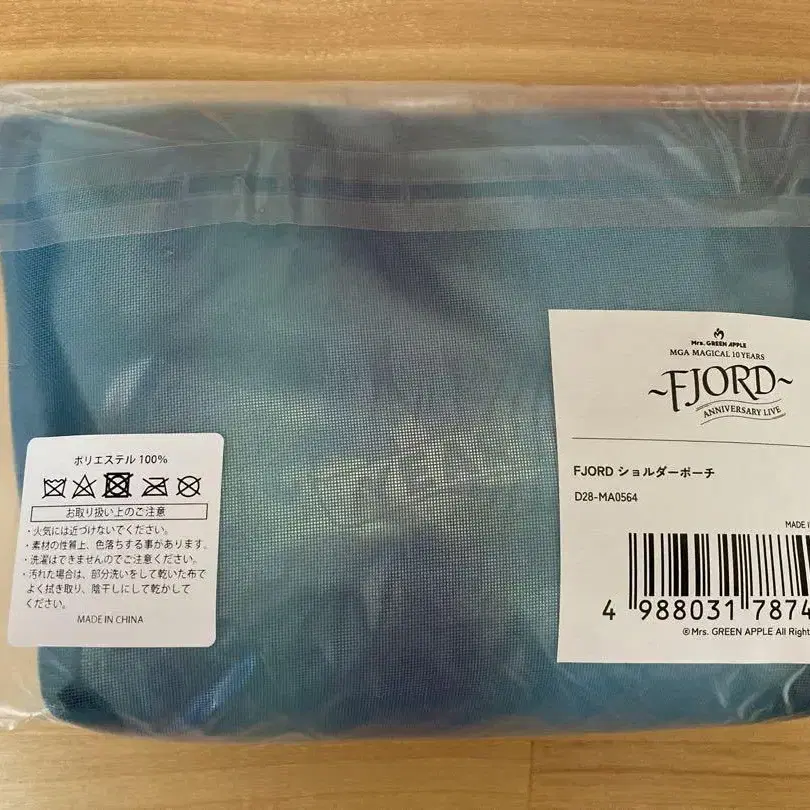 Mrs. GREEN APPLE
MGA MAGICAL 10 YEARS
~FJORD~
ANNIVERSARY LIVE
FJORD ショルダーポーチ
D28-MA0564
MADE I
4 988031 7874
©Mrs. GREEN APPLE All Right
ポリエステル 100%
お取り扱い上のご注意
・火気には近づけないでください。
・素材の性質上、色落ちする事があります。
・洗濯はできませんのでご注意ください。
・汚れた場合は、部分洗いをして乾いた布で
よく拭き取り、陰干しにして乾かして
ください。
MADE IN CHINA